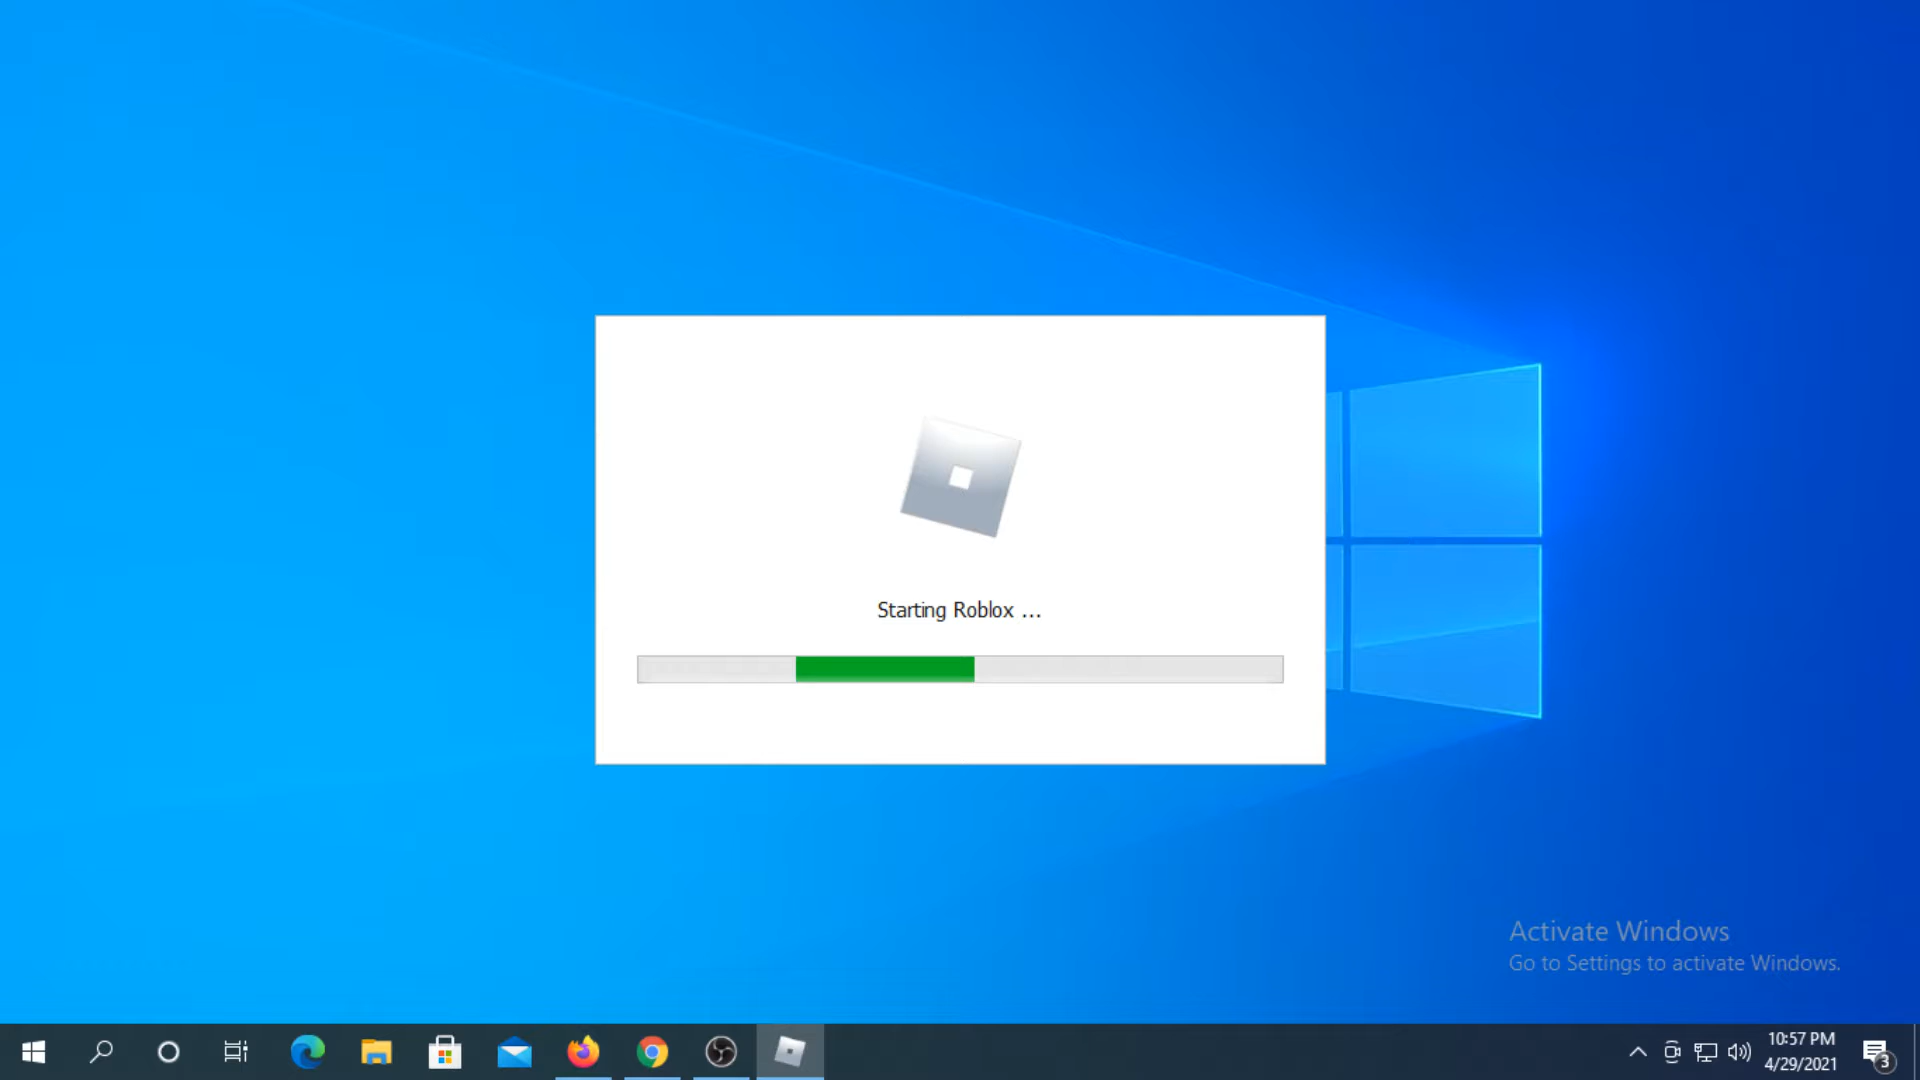 Starting Roblox ...
Activate Windows
Go to Settings to activate Windows.
10:57 PM
4/29/2021
3